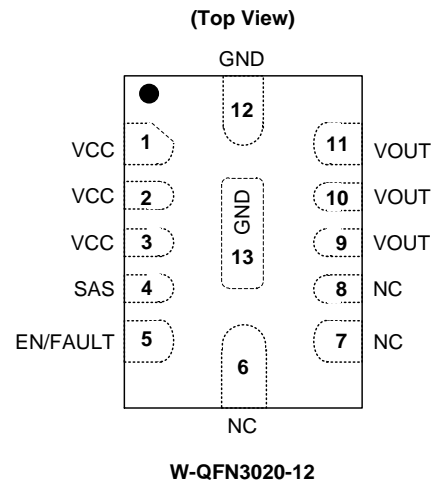 (Top View)
GND
12
VCC 1 11 VOUT
VCC 2 10 VOUT
VCC 3 GND 9 VOUT
13
SAS 4 8 NC
EN/FAULT 5 7 NC
6
NC
W-QFN3020-12